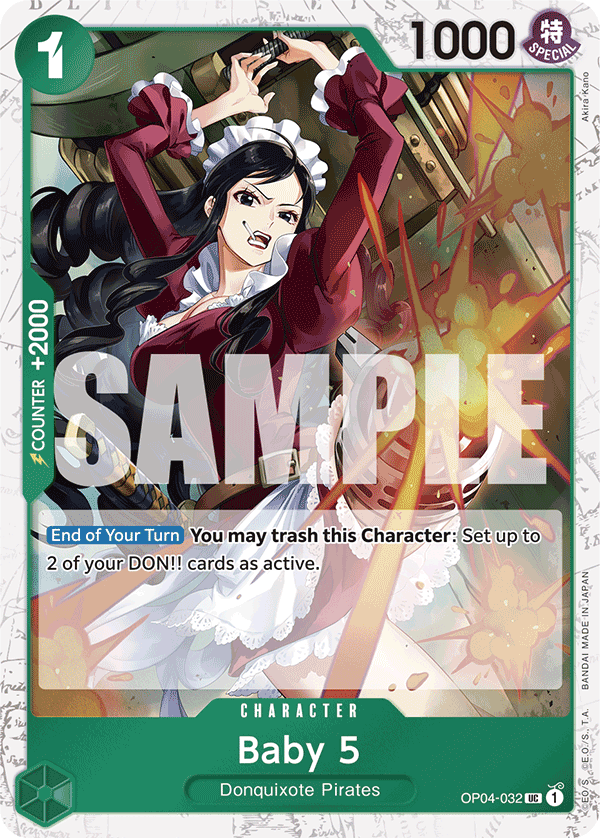 1
1000
特
SPECIAL
Akira Kano
COUNTER +2000
SAMPLE
End of Your Turn You may trash this Character: Set up to
2 of your DON!! cards as active.
CHARACTER
Baby 5
Donquixote Pirates
OP04-032 UC 1
©E.O./S., T.A. BANDAI MADE IN JAPAN